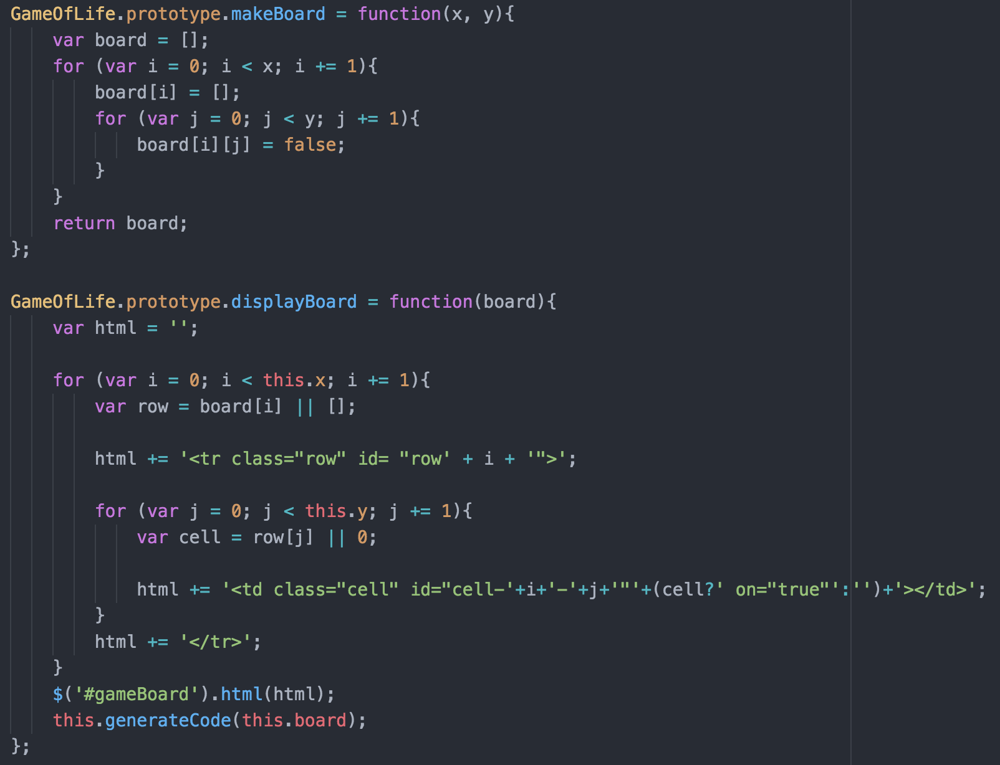 GameOfLife.prototype.makeBoard = function(x, y){
    var board = [];
    for (var i = 0; i < x; i += 1){
        board[i] = [];
        for (var j = 0; j < y; j += 1){
            board[i][j] = false;
        }
    }
    return board;
};

GameOfLife.prototype.displayBoard = function(board){
    var html = '';

    for (var i = 0; i < this.x; i += 1){
        var row = board[i] || [];

        html += '<tr class="row" id= "row' + i + '">';

        for (var j = 0; j < this.y; j += 1){
            var cell = row[j] || 0;

            html += '<td class="cell" id="cell-'+i+'-'+j+'"'+(cell?' on="true"':'')+'></td>';
        }
        html += '</tr>';
    }
    $('#gameBoard').html(html);
    this.generateCode(this.board);
};